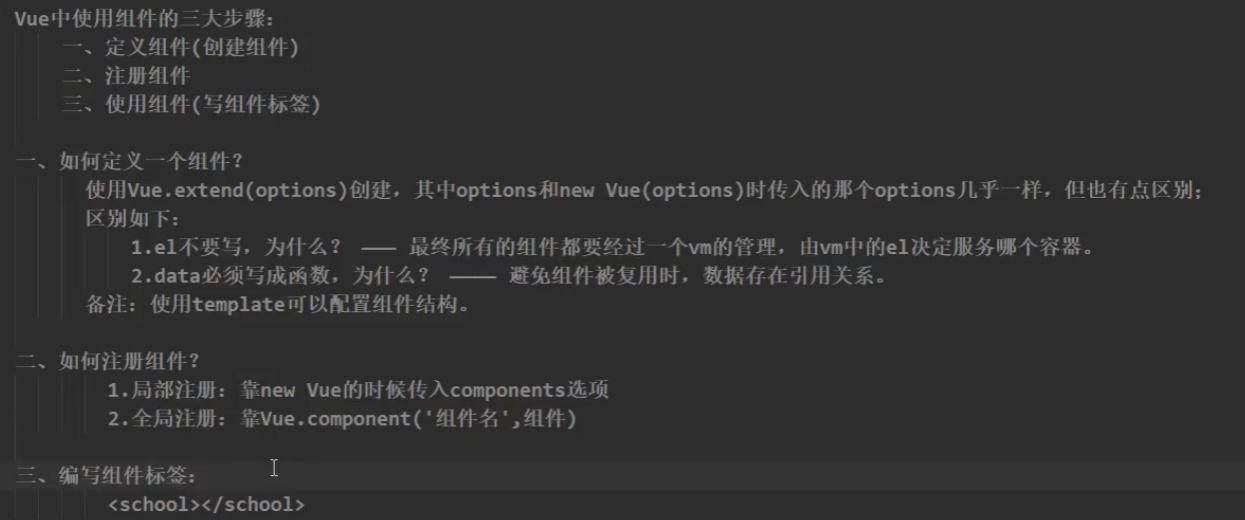 Vue中使用组件的三大步骤:
一、定义组件(创建组件)
二、注册组件
三、使用组件(写组件标签)
一、如何定义一个组件?
使用Vue.extend(options)创建，其中options和new Vue(options)时传入的那个options几乎一样，但也有点区别;
区别如下:
1.el不要写，为什么? ——— 最终所有的组件都要经过一个vm的管理，由vm中的el决定服务哪个容器。
2.data必须写成函数，为什么? ———— 避免组件被复用时，数据存在引用关系。
备注: 使用template可以配置组件结构。
二、如何注册组件?
1.局部注册: 靠new Vue的时候传入components选项
2.全局注册: 靠Vue.component('组件名',组件)
三、编写组件标签:
<school></school>